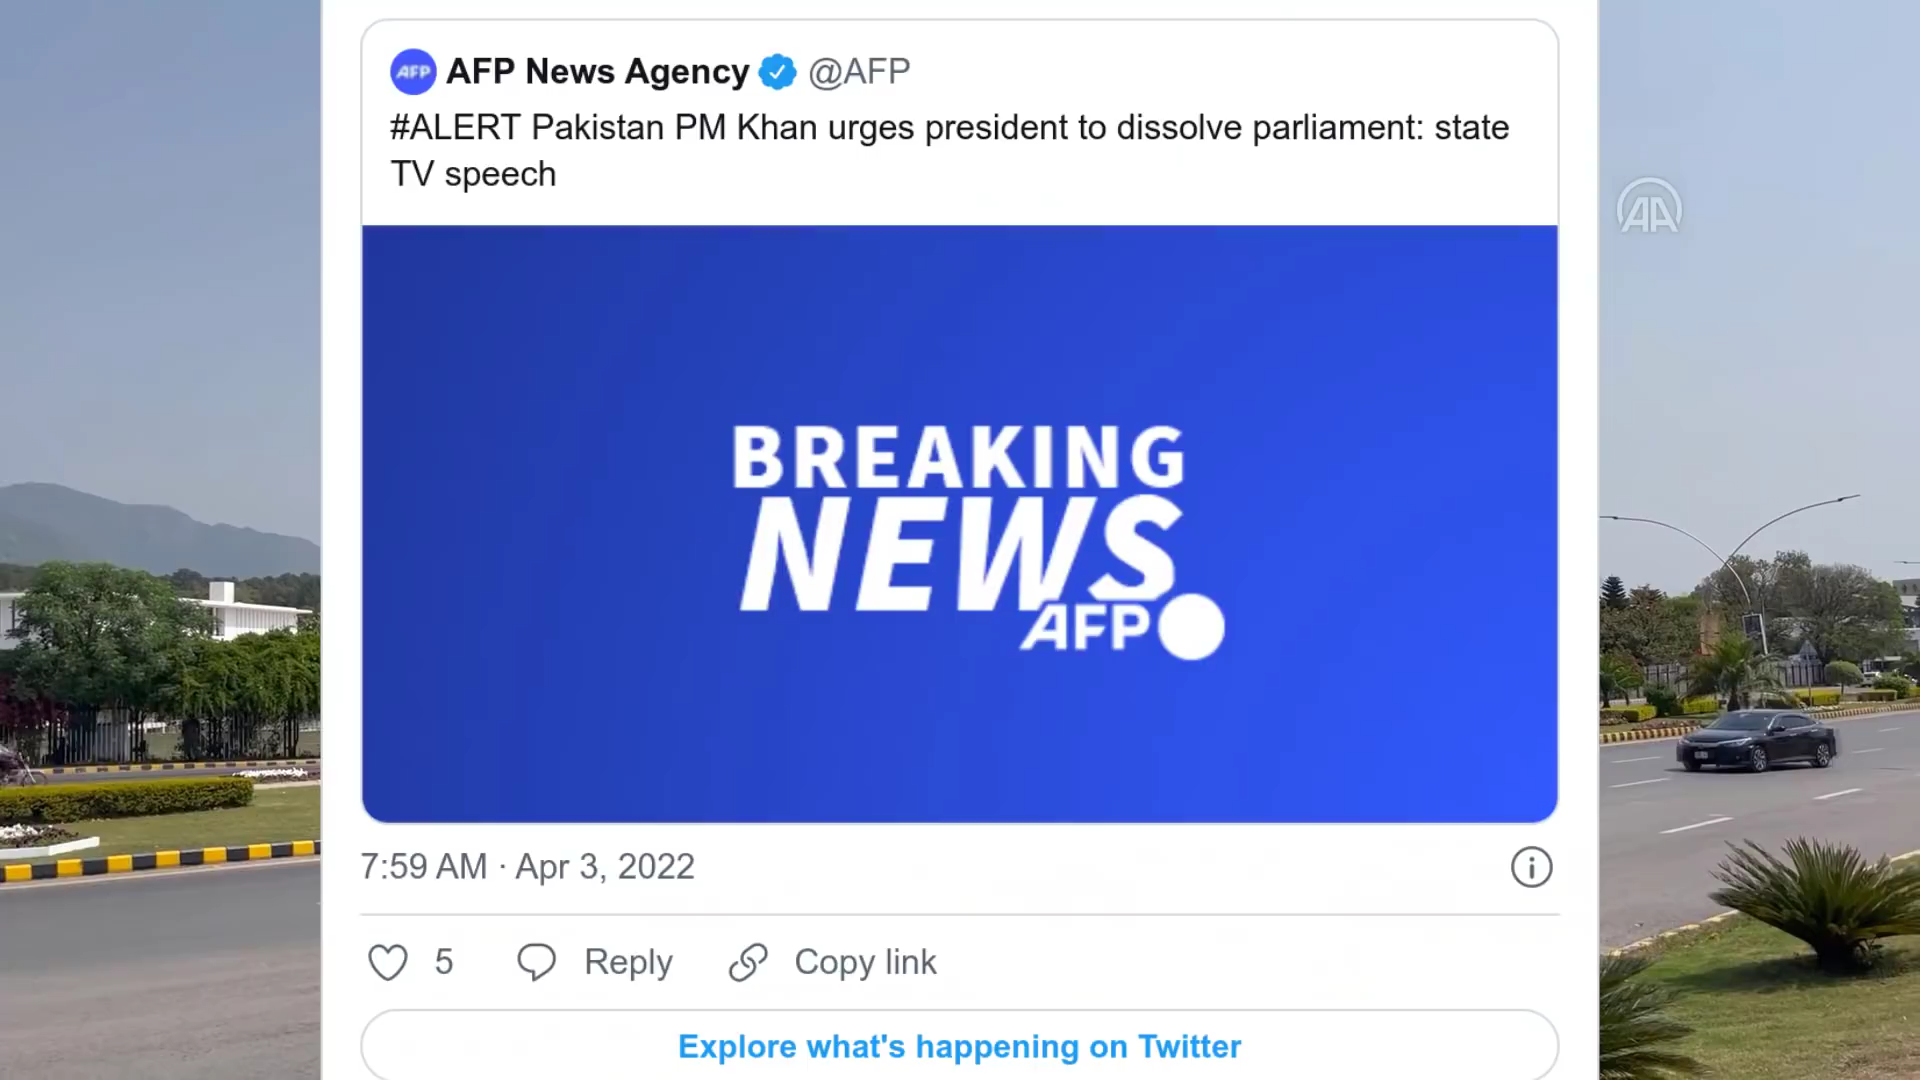 AFP AFP News Agency @AFP
#ALERT Pakistan PM Khan urges president to dissolve parliament: state
TV speech
AA
BREAKING
NEWS
AFP
7:59 AM · Apr 3, 2022
5 Reply Copy link
Explore what's happening on Twitter